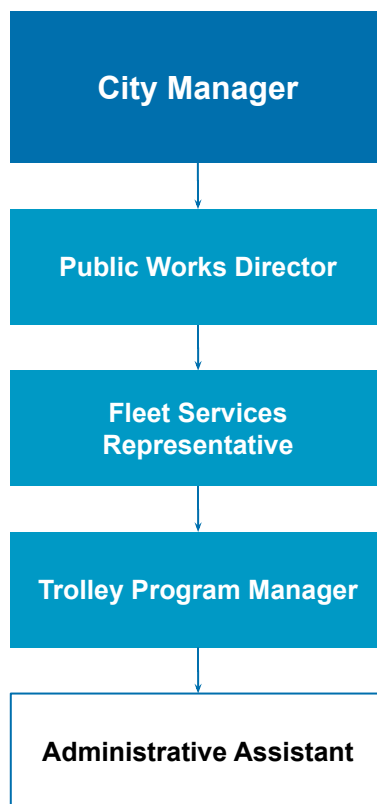 City Manager
Public Works Director
Fleet Services
Representative
Trolley Program Manager
Administrative Assistant